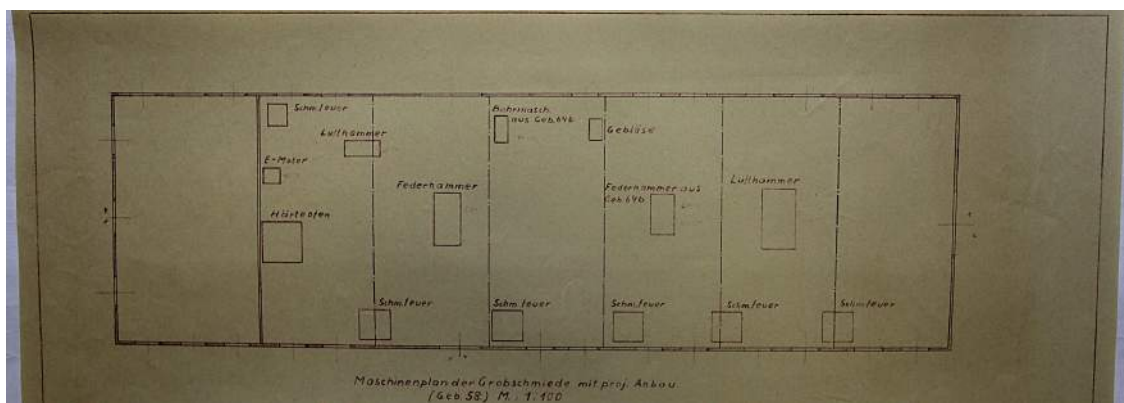 Schm.feuer
Bohrmasch.
aus Geb.64b
Gebläse
Lufthammer
E-Motor
Federhammer
Federhammer aus
Geb.64b
Lufthammer
Härteofen
Schm.feuer
Schm.feuer
Schm.feuer
Schm.feuer
Schm.feuer
Maschinenplan der Grobschmiede mit proj. Anbau
(Geb.58) M. 1:100